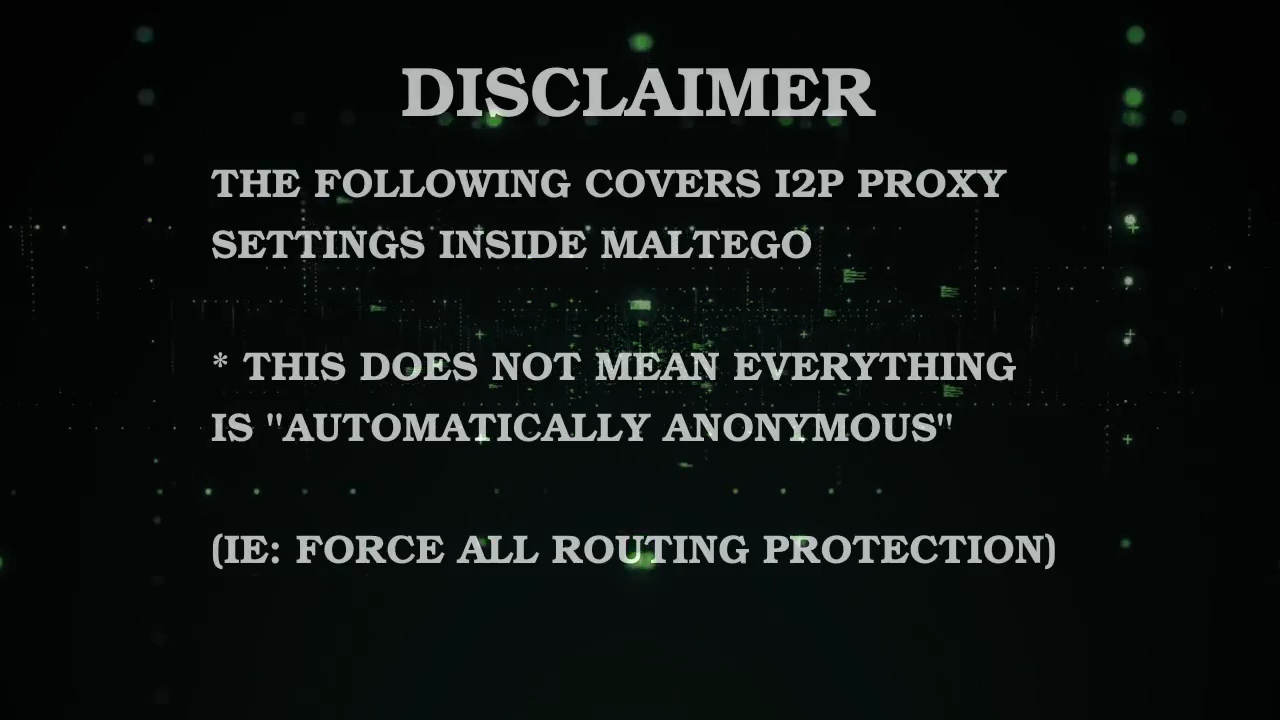 DISCLAIMER
THE FOLLOWING COVERS I2P PROXY
SETTINGS INSIDE MALTEGO
* THIS DOES NOT MEAN EVERYTHING
IS "AUTOMATICALLY ANONYMOUS"
(IE: FORCE ALL ROUTING PROTECTION)